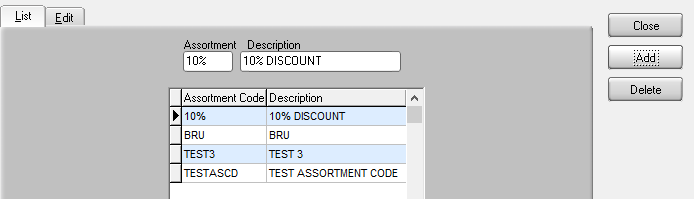 List Edit
Close
Assortment Description
10% 10% DISCOUNT
Add
Delete
Assortment Code Description
10% 10% DISCOUNT
BRU BRU
TEST3 TEST 3
TESTASCD TEST ASSORTMENT CODE